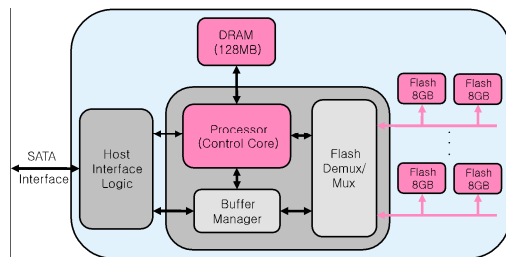 DRAM
(128MB)
Flash
8GB
Flash
8GB
Processor
(Control Core)
SATA
Interface
Host
Interface
Logic
Flash
Demux/
Mux
Flash
8GB
Flash
8GB
Buffer
Manager